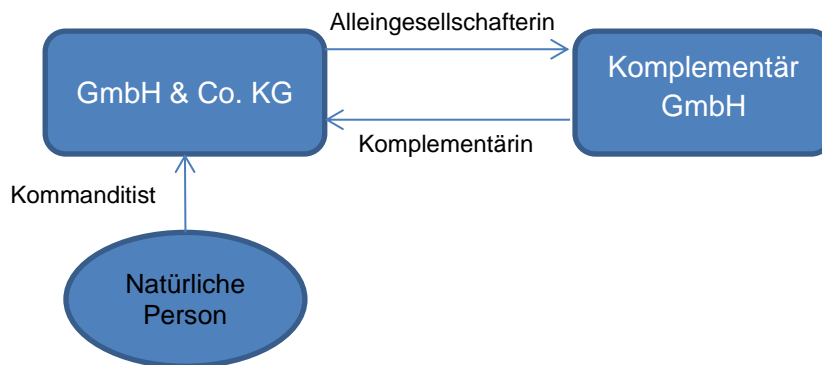 Alleingesellschafterin
GmbH & Co. KG
Komplementär
GmbH
Komplementärin
Kommanditist
Natürliche
Person